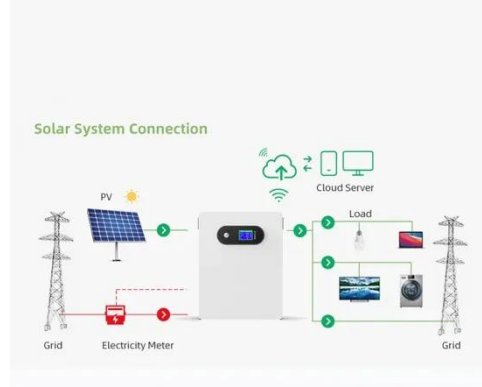 Solar System Connection
Cloud Server
PV
Load
Grid
Electricity Meter
Grid